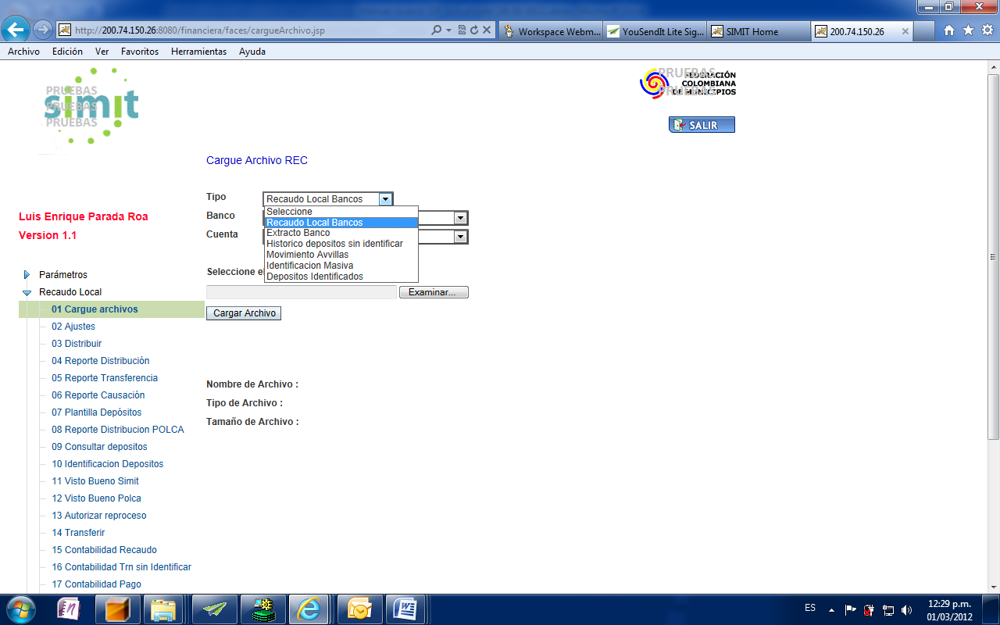 http://200.74.150.26:8080/financiera/faces/cargueArchivo.jsp
Workspace Webm...
YouSendIt Lite Sig...
SIMIT Home
200.74.150.26
Archivo Edición Ver Favoritos Herramientas Ayuda
PRUEBAS
simit
PRUEBAS
PRUEBAS
PRUEBAS
FEDERACIÓN
COLOMBIANA
DE MUNICIPIOS
PRUEBAS
SALIR
Cargue Archivo REC
Luis Enrique Parada Roa
Version 1.1
Tipo Recaudo Local Bancos
Banco
Cuenta
Seleccione
Recaudo Local Bancos
Extracto Banco
Historico depositos sin identificar
Movimiento Avvillas
Identificacion Masiva
Depositos Identificados
Seleccione el
Examinar...
Cargar Archivo
Nombre de Archivo :
Tipo de Archivo :
Tamaño de Archivo :
Parámetros
Recaudo Local
01 Cargue archivos
02 Ajustes
03 Distribuir
04 Reporte Distribución
05 Reporte Transferencia
06 Reporte Causación
07 Plantilla Depósitos
08 Reporte Distribucion POLCA
09 Consultar depositos
10 Identificacion Depositos
11 Visto Bueno Simit
12 Visto Bueno Polca
13 Autorizar reproceso
14 Transferir
15 Contabilidad Recaudo
16 Contabilidad Trn sin Identificar
17 Contabilidad Pago
ES
12:29 p.m.
01/03/2012